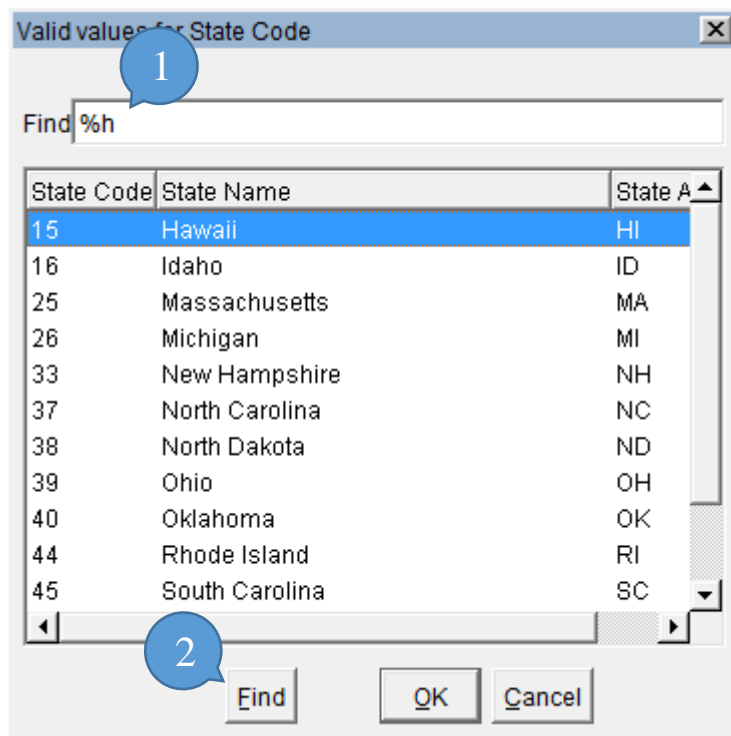 Valid values for State Code
1
Find %h
State Code State Name State A
15 Hawaii HI
16 Idaho ID
25 Massachusetts MA
26 Michigan MI
33 New Hampshire NH
37 North Carolina NC
38 North Dakota ND
39 Ohio OH
40 Oklahoma OK
44 Rhode Island RI
45 South Carolina SC
2
Find OK Cancel